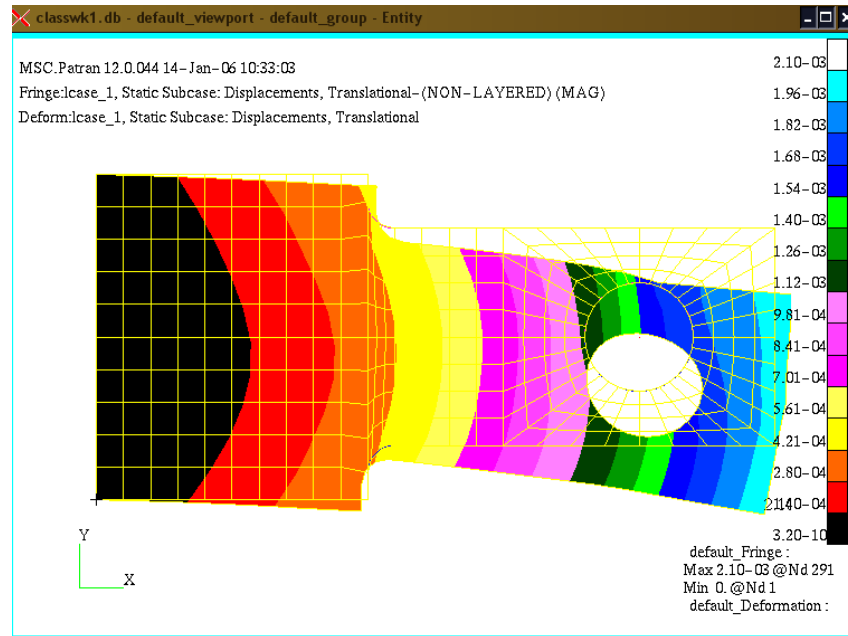 classwk1.db - default_viewport - default_group - Entity
MSC.Patran 12.0.044 14-Jan-06 10:33:03
Fringe:lcase_1, Static Subcase: Displacements, Translational-(NON-LAYERED) (MAG)
Deform:lcase_1, Static Subcase: Displacements, Translational
2.10-03
1.96-03
1.82-03
1.68-03
1.54-03
1.40-03
1.26-03
1.12-03
9.81-04
8.41-04
7.01-04
5.61-04
4.21-04
2.80-04
1.40-04
3.20-10
Y
X
default_Fringe :
Max 2.10-03 @Nd 291
Min 0. @Nd 1
default_Deformation :